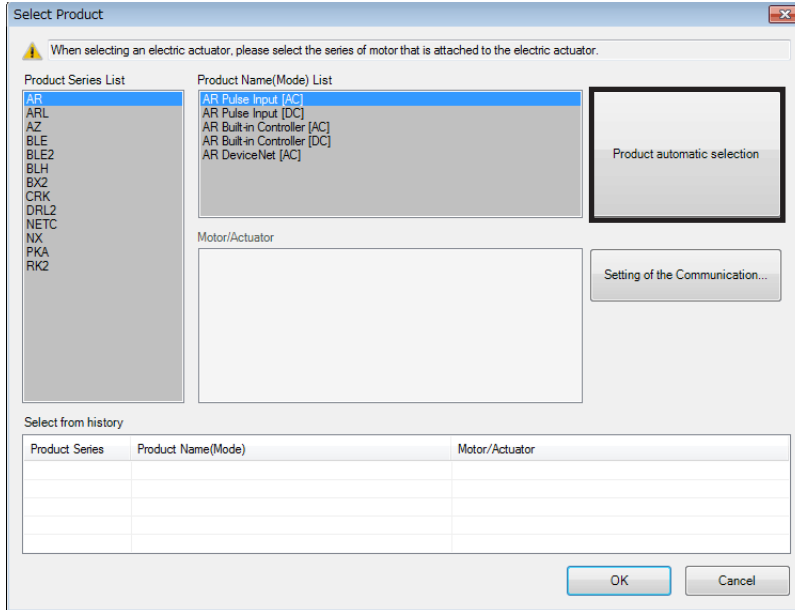 Select Product
When selecting an electric actuator, please select the series of motor that is attached to the electric actuator.
Product Series List
AR
ARL
AZ
BLE
BLE2
BLH
BX2
CRK
DRL2
NETC
NX
PKA
RK2
Product Name(Mode) List
AR Pulse Input [AC]
AR Pulse Input [DC]
AR Built-in Controller [AC]
AR Built-in Controller [DC]
AR DeviceNet [AC]
Product automatic selection
Motor/Actuator
Setting of the Communication...
Select from history
Product Series Product Name(Mode) Motor/Actuator
OK Cancel